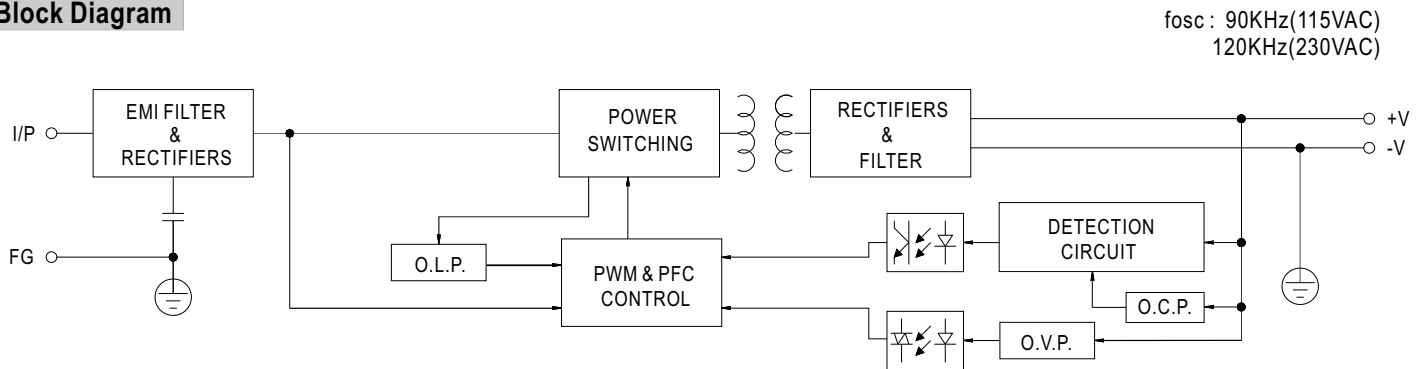 Block Diagram
fosc : 90KHz(115VAC)
120KHz(230VAC)
I/P
EMI FILTER
&
RECTIFIERS
POWER
SWITCHING
RECTIFIERS
&
FILTER
+V
-V
FG
O.L.P.
PWM & PFC
CONTROL
DETECTION
CIRCUIT
O.C.P.
O.V.P.